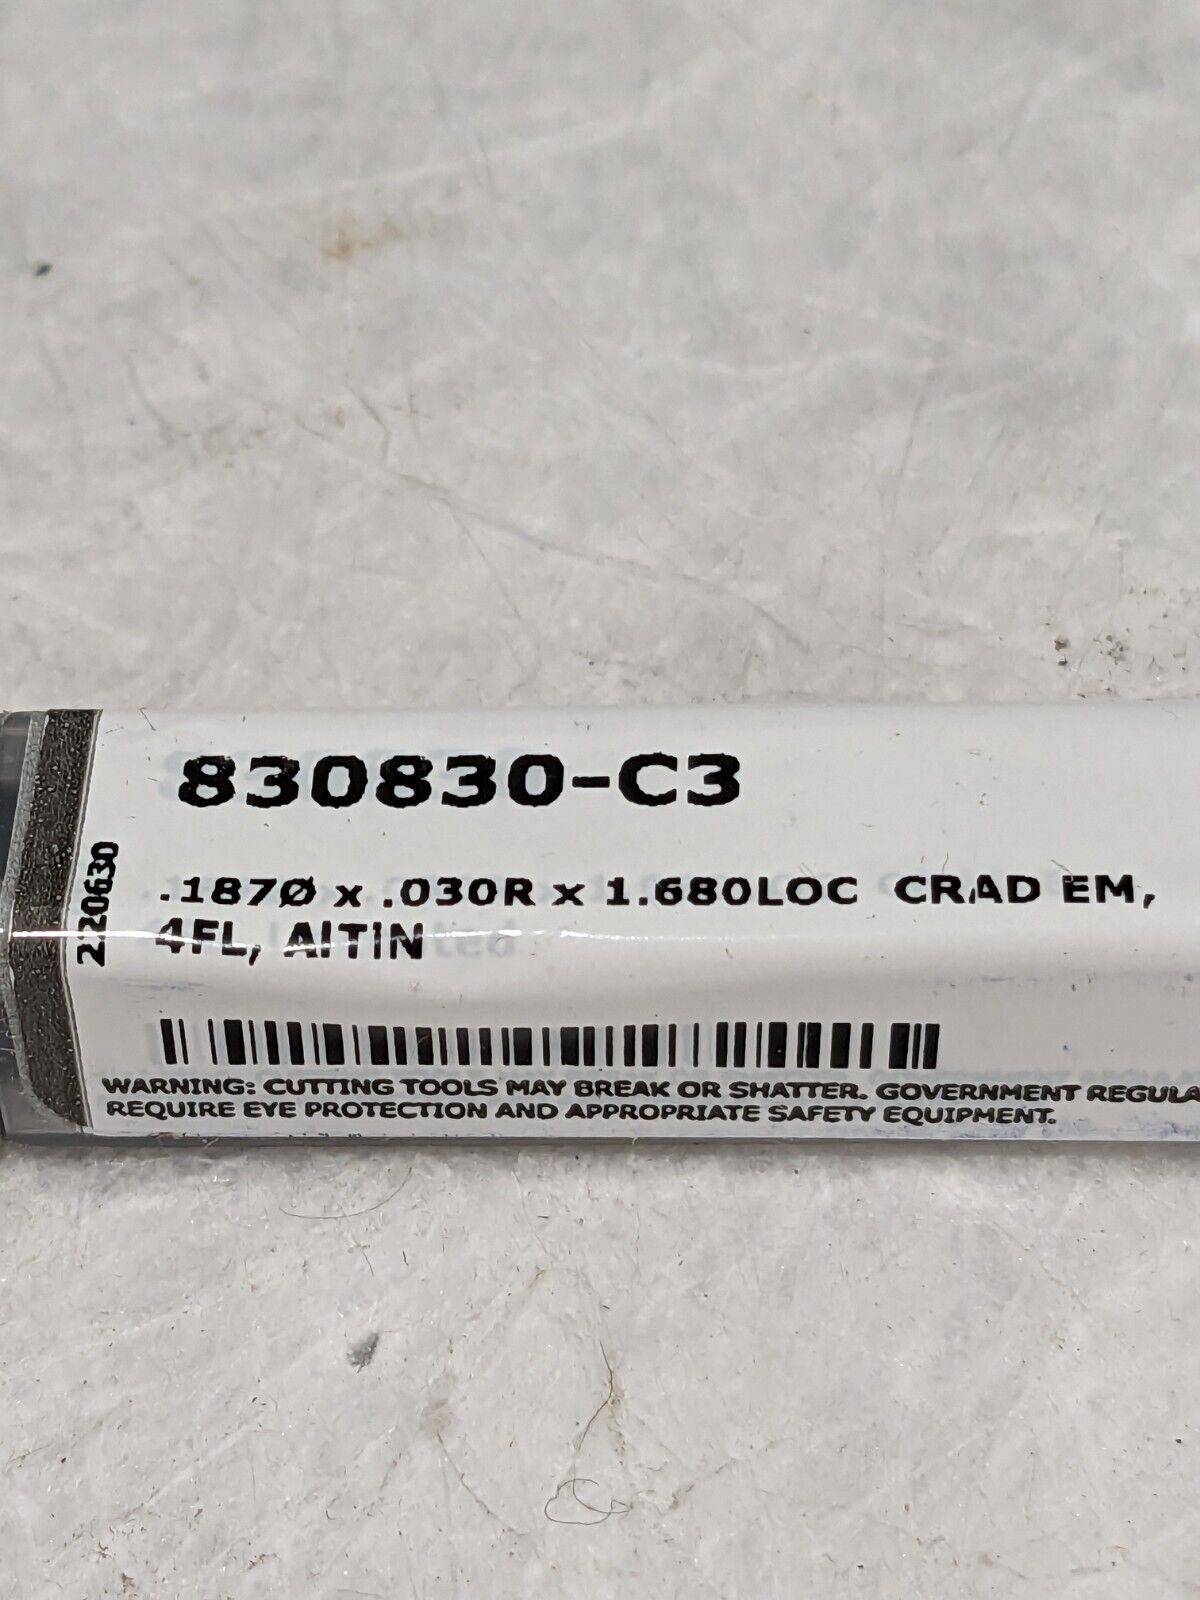 830830-C3
220630
.187Ø x .030R x 1.680LOC CRAD EM,
4FL, AlTiN
WARNING: CUTTING TOOLS MAY BREAK OR SHATTER. GOVERNMENT REGULA
REQUIRE EYE PROTECTION AND APPROPRIATE SAFETY EQUIPMENT.